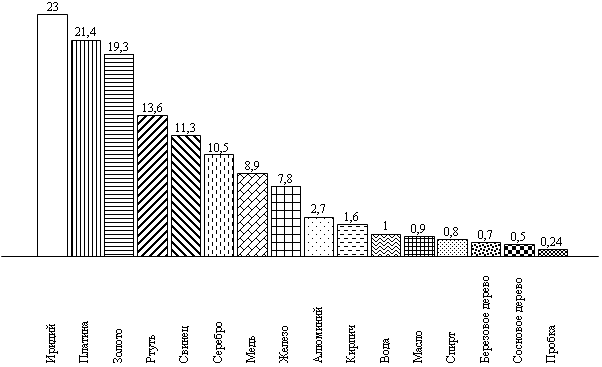 23
21,4
19,3
13,6
11,3
10,5
8,9
7,8
2,7
1,6
1
0,9
0,8
0,7
0,5
0,24
Иридий
Платина
Золото
Ртуть
Свинец
Серебро
Медь
Железо
Алюминий
Кирпич
Вода
Масло
Спирт
Березовое дерево
Сосновое дерево
Пробка